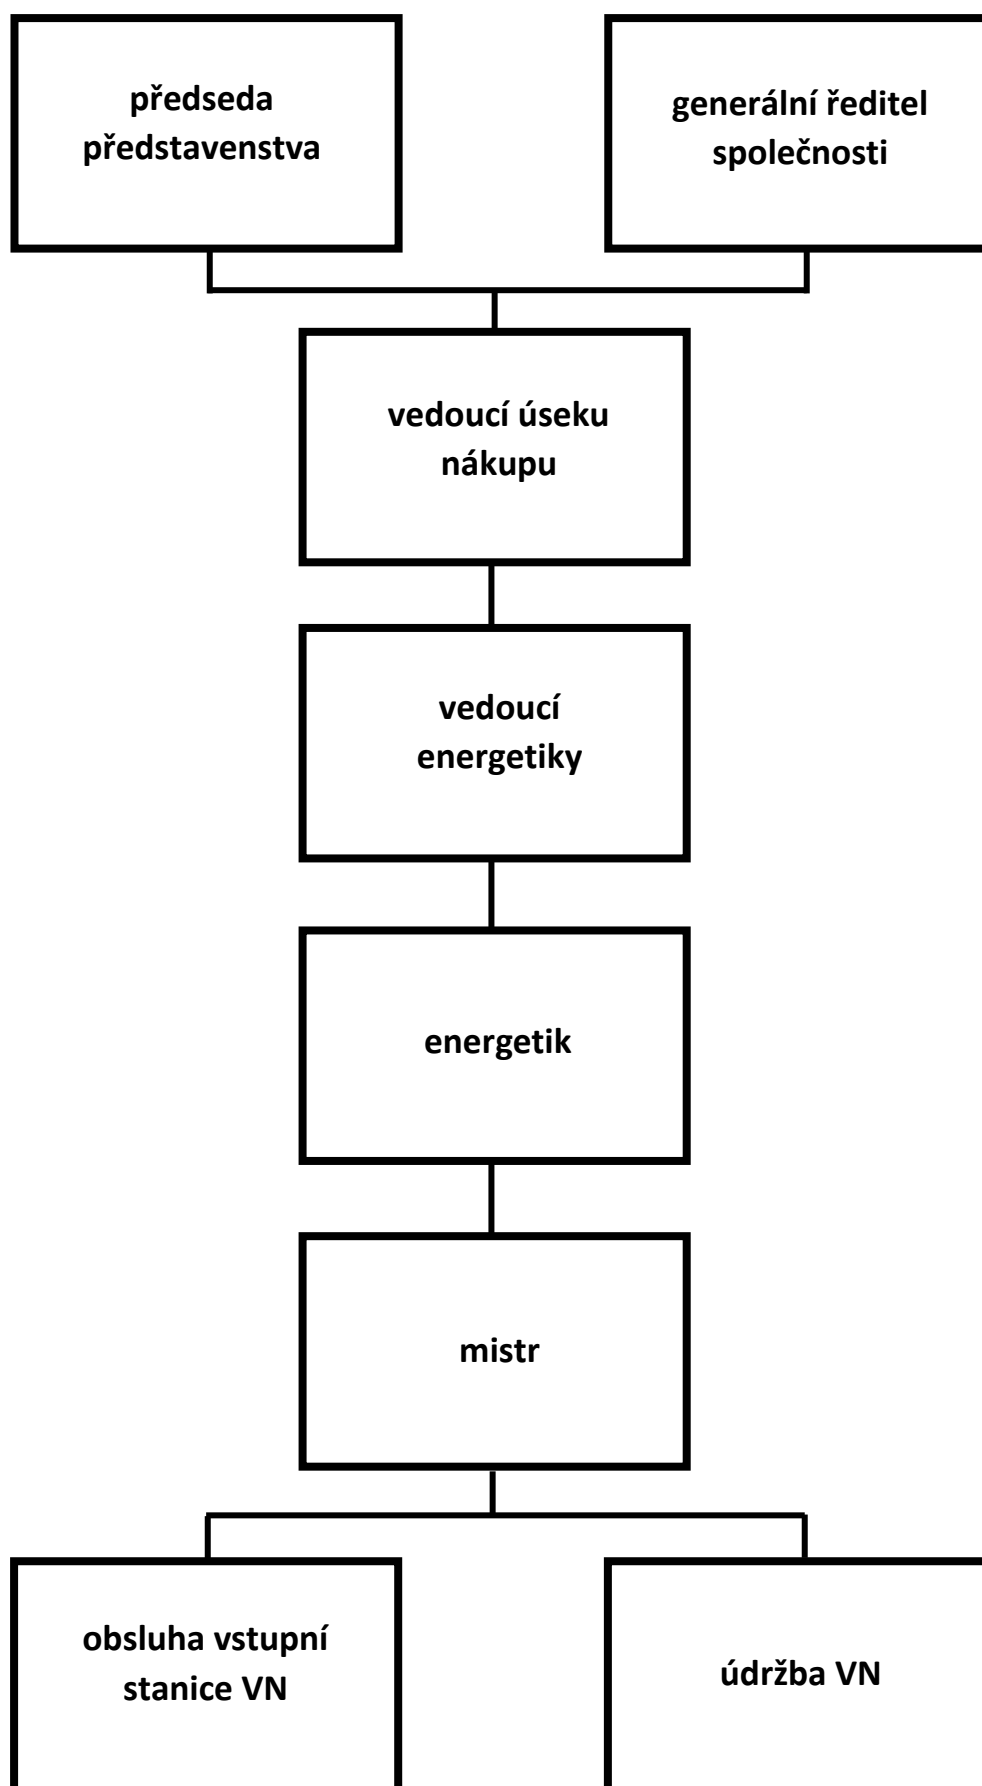 předseda
představenstva
generální ředitel
společnosti
vedoucí úseku
nákupu
vedoucí
energetiky
energetik
mistr
obsluha vstupní
stanice VN
údržba VN